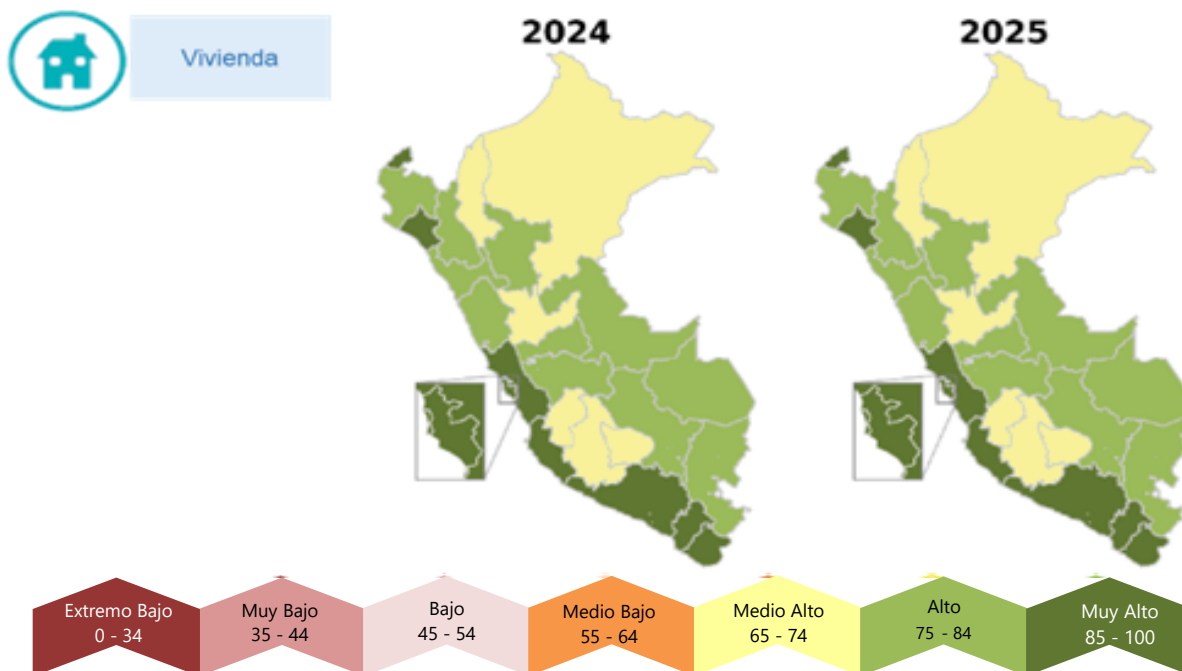 Vivienda
2024
2025
Extremo Bajo
0 - 34
Muy Bajo
35 - 44
Bajo
45 - 54
Medio Bajo
55 - 64
Medio Alto
65 - 74
Alto
75 - 84
Muy Alto
85 - 100